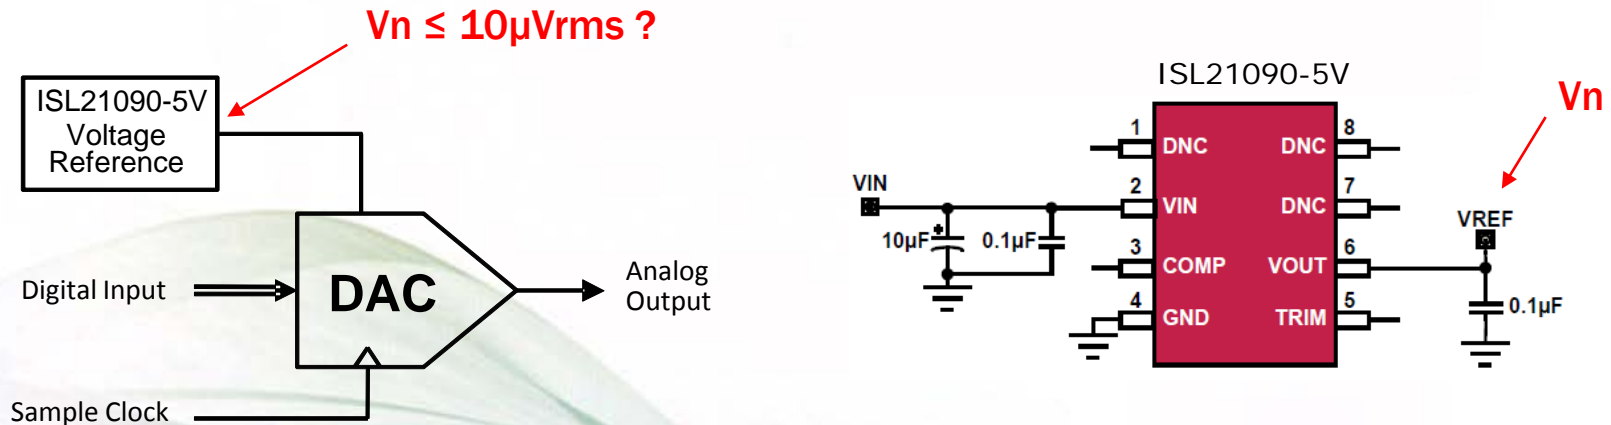 Vn ≤ 10µVrms ?
ISL21090-5V
Voltage
Reference
Digital Input
DAC
Analog
Output
Sample Clock
ISL21090-5V
Vn
VIN
10µF
0.1µF
1
DNC
DNC
8
2
VIN
DNC
7
3
COMP
VOUT
6
4
GND
TRIM
5
VREF
0.1µF